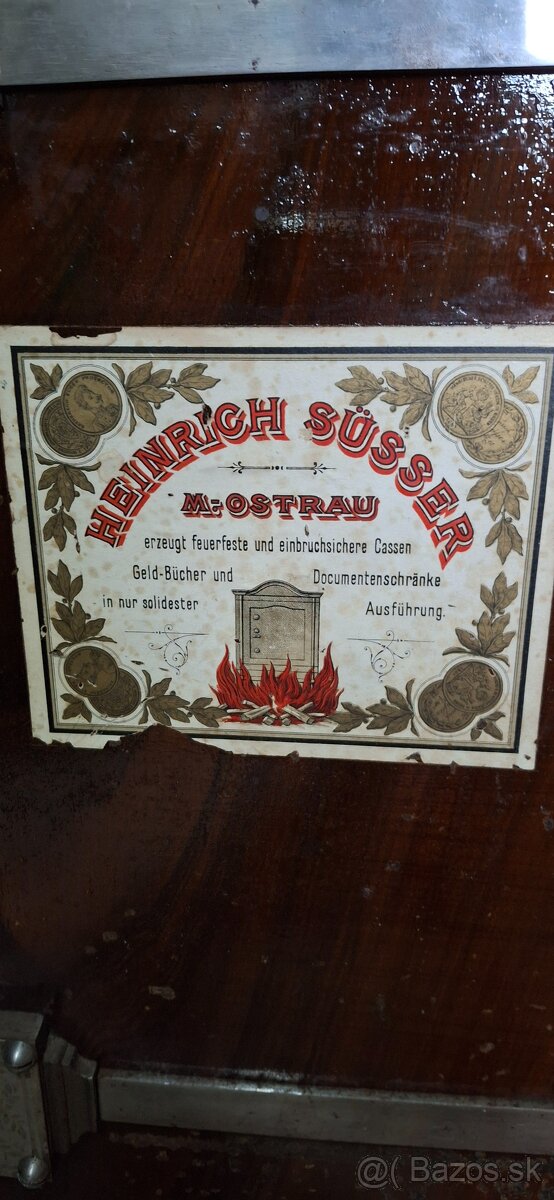 HEINRICH SÜSSER
M.-OSTRAU
erzeugt feuerfeste und einbruchsichere Cassen
Geld-Bücher und Documentenschränke
in nur solidester Ausführung.
@( Bazos.sk